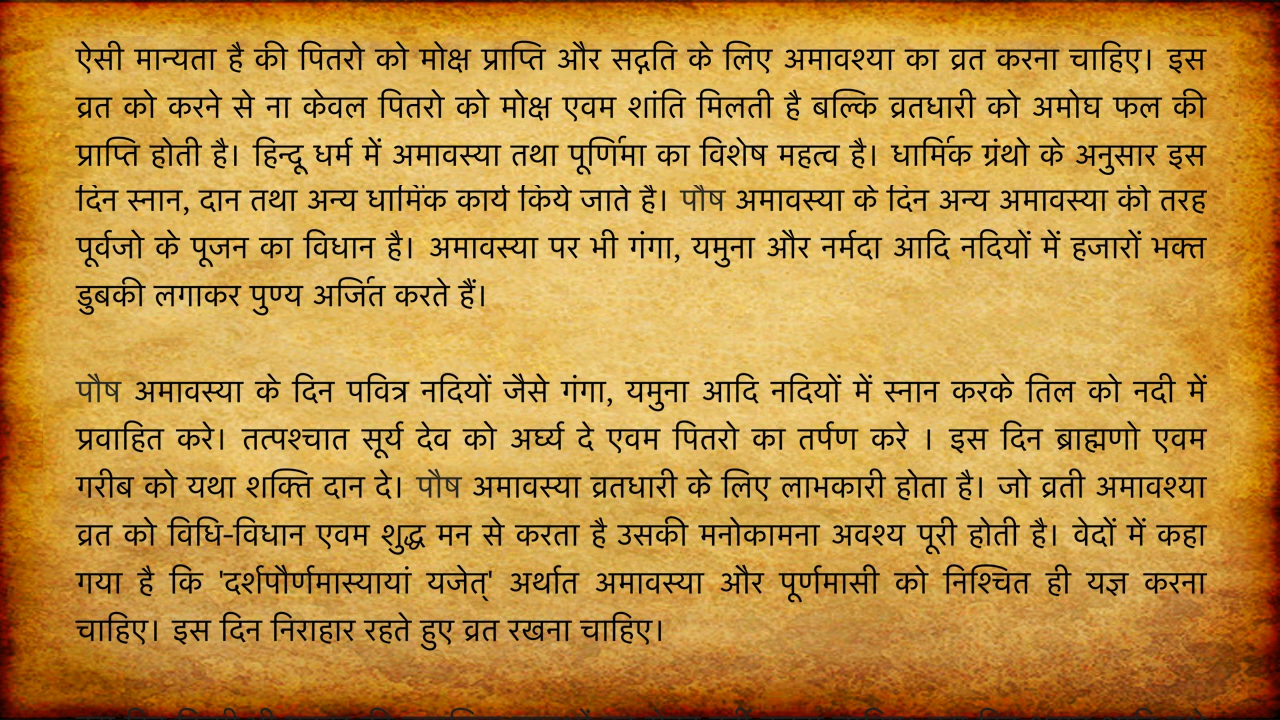 ऐसी मान्यता है की पितरो को मोक्ष प्राप्ति और सद्गति के लिए अमावश्या का व्रत करना चाहिए। इस
व्रत को करने से ना केवल पितरो को मोक्ष एवम शांति मिलती है बल्कि व्रतधारी को अमोघ फल की
प्राप्ति होती है। हिन्दू धर्म में अमावस्या तथा पूर्णिमा का विशेष महत्व है। धार्मिक ग्रंथो के अनुसार इस
दिन स्नान, दान तथा अन्य धार्मिक कार्य किये जाते है। पौष अमावस्या के दिन अन्य अमावस्या की तरह
पूर्वजो के पूजन का विधान है। अमावस्या पर भी गंगा, यमुना और नर्मदा आदि नदियों में हजारों भक्त
डुबकी लगाकर पुण्य अर्जित करते हैं।
पौष अमावस्या के दिन पवित्र नदियों जैसे गंगा, यमुना आदि नदियों में स्नान करके तिल को नदी में
प्रवाहित करे। तत्पश्चात सूर्य देव को अर्घ्य दे एवम पितरो का तर्पण करे । इस दिन ब्राह्मणो एवम
गरीब को यथा शक्ति दान दे। पौष अमावस्या व्रतधारी के लिए लाभकारी होता है। जो व्रती अमावश्या
व्रत को विधि-विधान एवम शुद्ध मन से करता है उसकी मनोकामना अवश्य पूरी होती है। वेदों में कहा
गया है कि 'दर्शपौर्णमास्यायां यजेत्' अर्थात अमावस्या और पूर्णमासी को निश्चित ही यज्ञ करना
चाहिए। इस दिन निराहार रहते हुए व्रत रखना चाहिए।